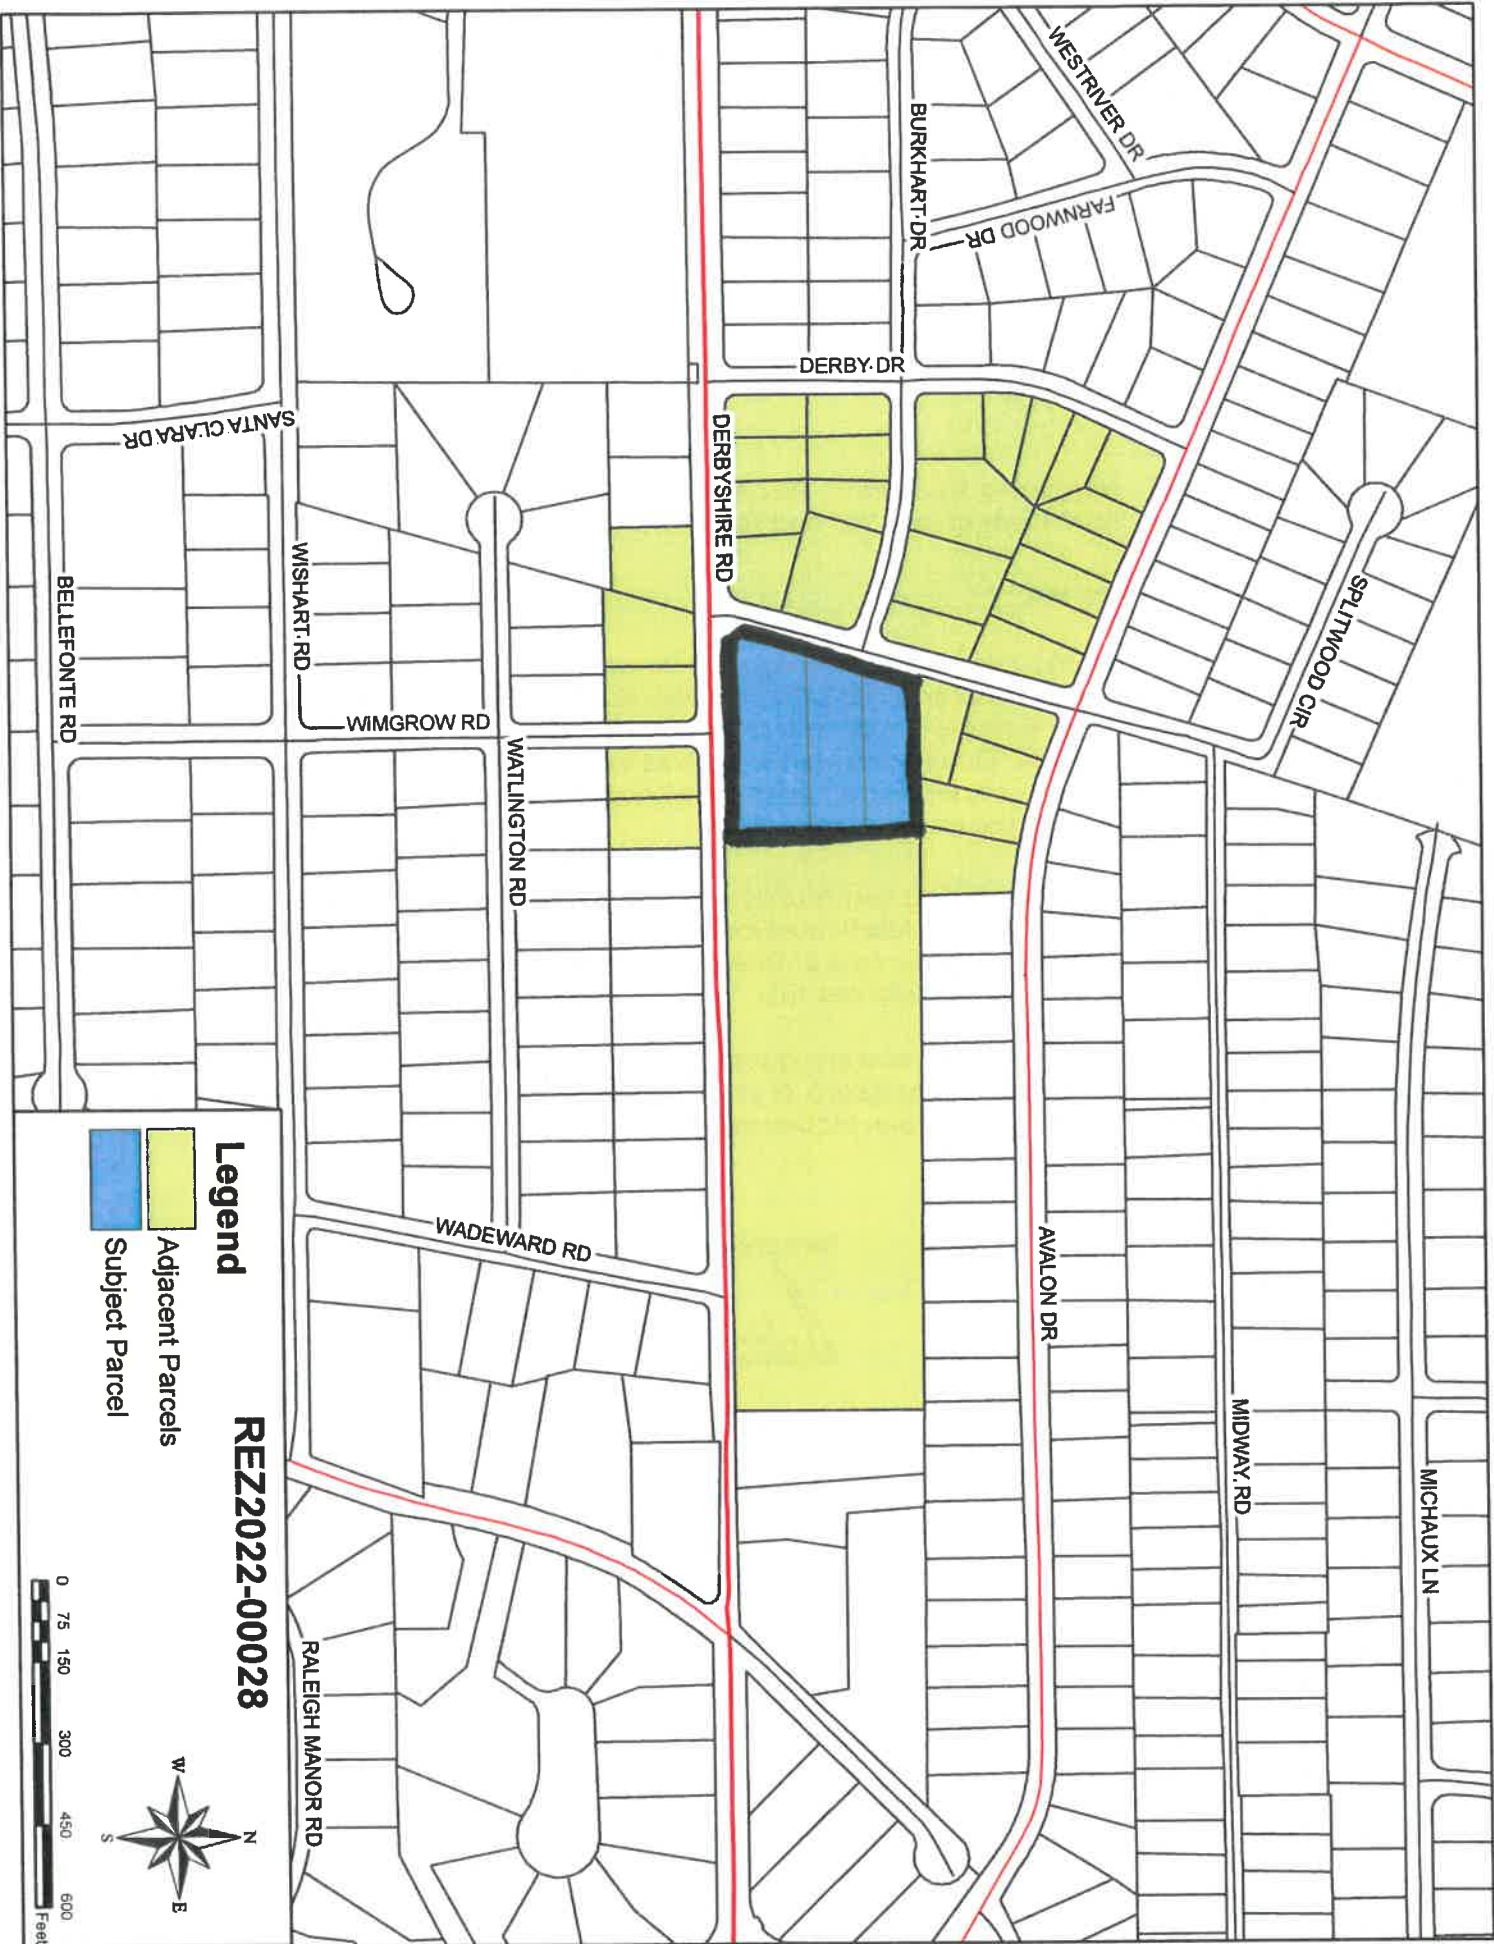 WESTRIVER DR
BURKHART DR
FARNWOOD DR
DERBY DR
SPLITWOOD CIR
DERBYSHIRE RD
SANTA CLARA DR
WISHART RD
WIMGROW RD
BELLEFONTE RD
WATLINGTON RD
WADEWARD RD
AVALON DR
MIDWAY RD
MICHAUX LN
RALEIGH MANOR RD
REZ2022-00028
Legend
Adjacent Parcels
Subject Parcel
N
W
E
S
0 75 150 300 450 600
Feet